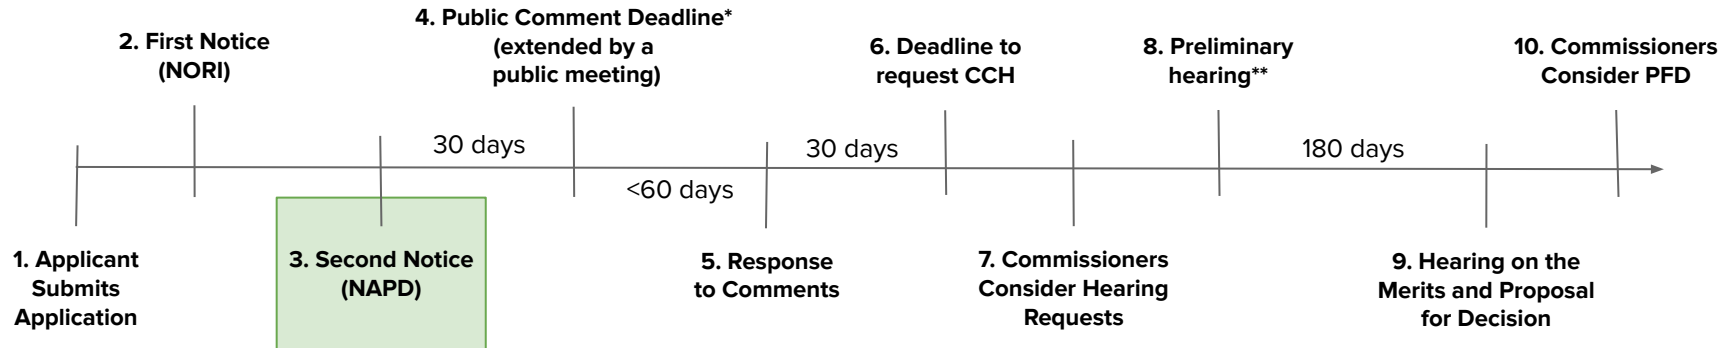 1. Applicant
Submits
Application
2. First Notice
(NORI)
3. Second Notice
(NAPD)
30 days
4. Public Comment Deadline*
(extended by a
public meeting)
<60 days
5. Response
to Comments
30 days
6. Deadline to
request CCH
7. Commissioners
Consider Hearing
Requests
8. Preliminary
hearing**
180 days
9. Hearing on the
Merits and Proposal
for Decision
10. Commissioners
Consider PFD